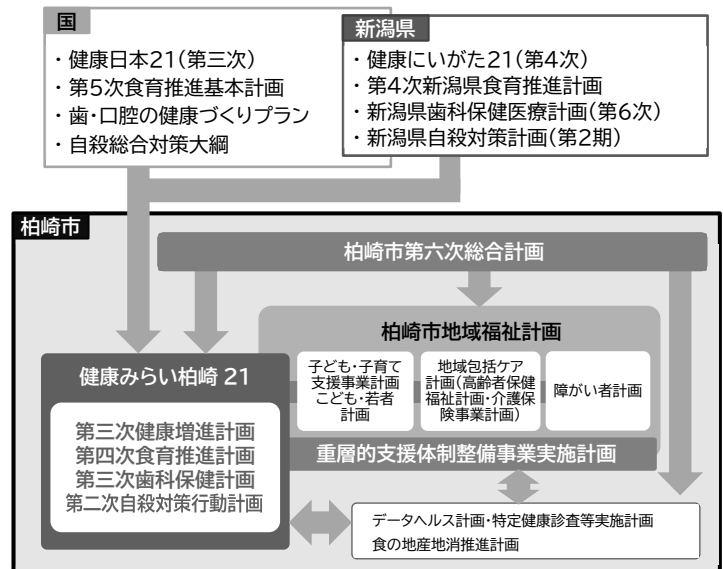 国
・健康日本21(第三次)
・第5次食育推進基本計画
・歯・口腔の健康づくりプラン
・自殺総合対策大綱
新潟県
・健康にいがた21(第4次)
・第4次新潟県食育推進計画
・新潟県歯科保健医療計画(第6次)
・新潟県自殺対策計画(第2期)
柏崎市
柏崎市第六次総合計画
柏崎市地域福祉計画
子ども・子育て
支援事業計画
こども・若者
計画
地域包括ケア
計画(高齢者保健
福祉計画・介護保
険事業計画)
障がい者計画
重層的支援体制整備事業実施計画
健康みらい柏崎 21
第三次健康増進計画
第四次食育推進計画
第三次歯科保健計画
第二次自殺対策行動計画
データヘルス計画・特定健康診査等実施計画
食の地産地消推進計画